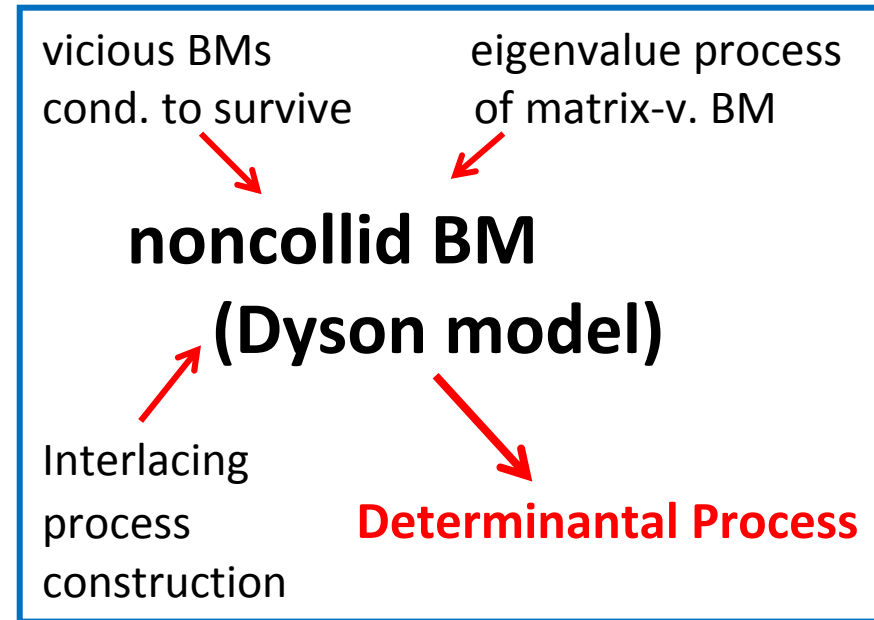 vicious BMs
cond. to survive
eigenvalue process
of matrix-v. BM
noncollid BM
(Dyson model)
Interlacing
process
construction
Determinantal Process